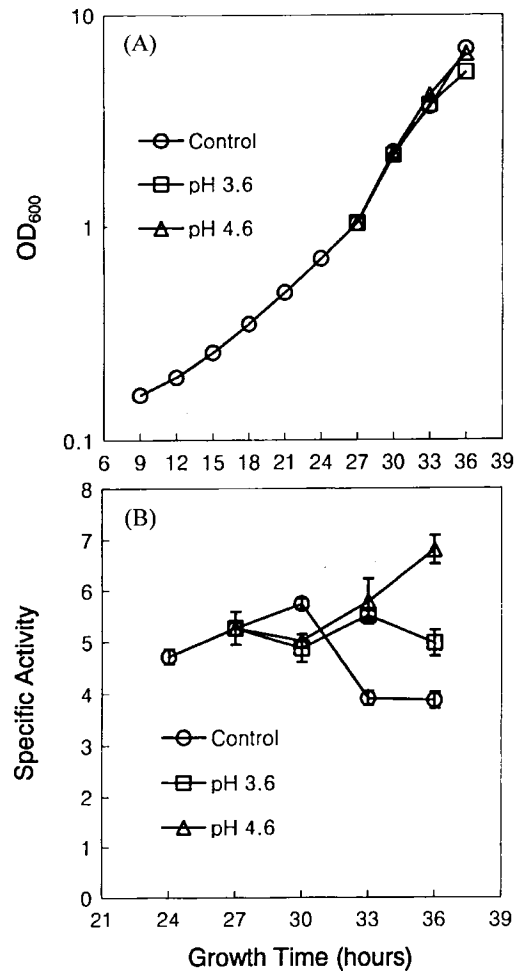 (A)
10
1
0.1
OD600
Control
pH 3.6
pH 4.6
6 9 12 15 18 21 24 27 30 33 36 39
(B)
8
7
6
5
4
3
2
1
0
Specific Activity
Control
pH 3.6
pH 4.6
21 24 27 30 33 36 39
Growth Time (hours)